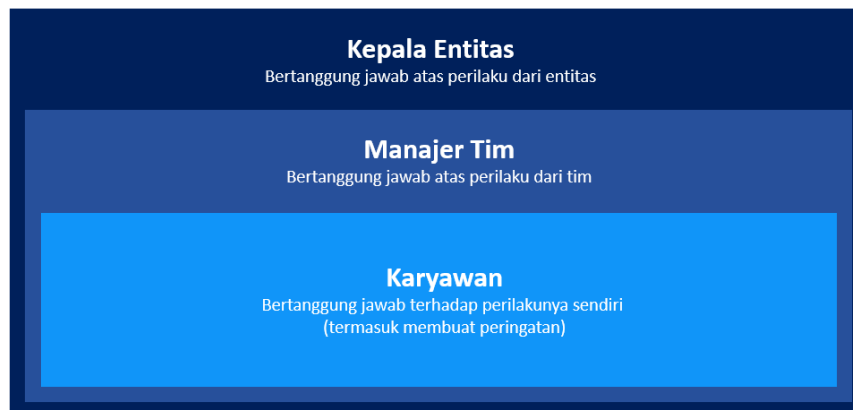 Kepala Entitas
Bertanggung jawab atas perilaku dari entitas
Manajer Tim
Bertanggung jawab atas perilaku dari tim
Karyawan
Bertanggung jawab terhadap perilakunya sendiri
(termasuk membuat peringatan)